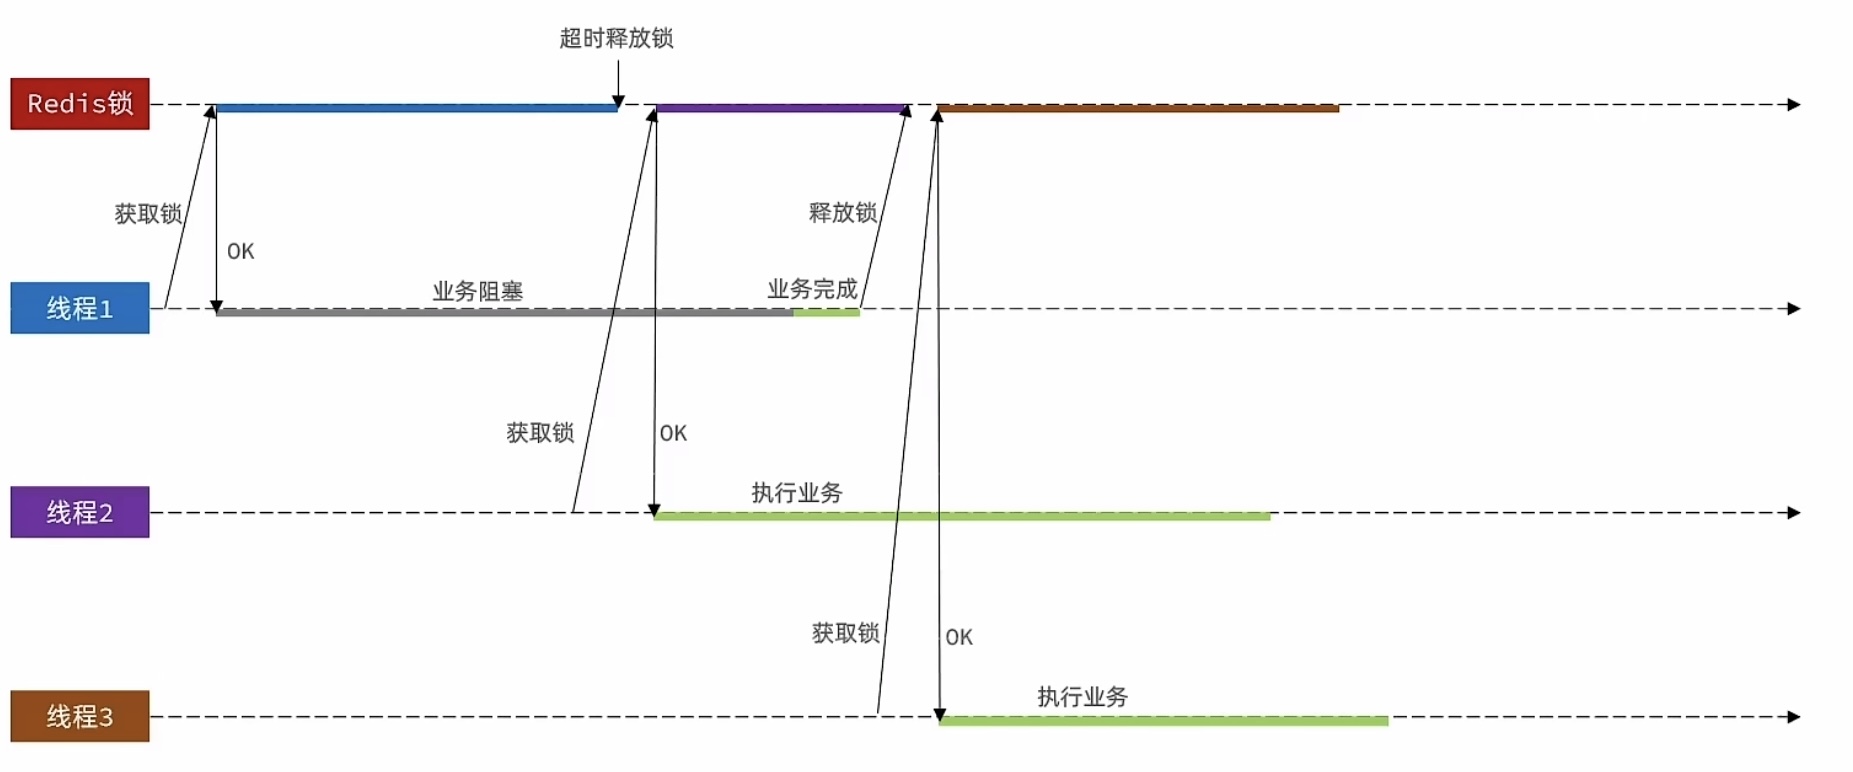 超时释放锁
Redis锁
获取锁
释放锁
OK
业务阻塞
业务完成
线程1
获取锁
OK
执行业务
线程2
获取锁
OK
执行业务
线程3